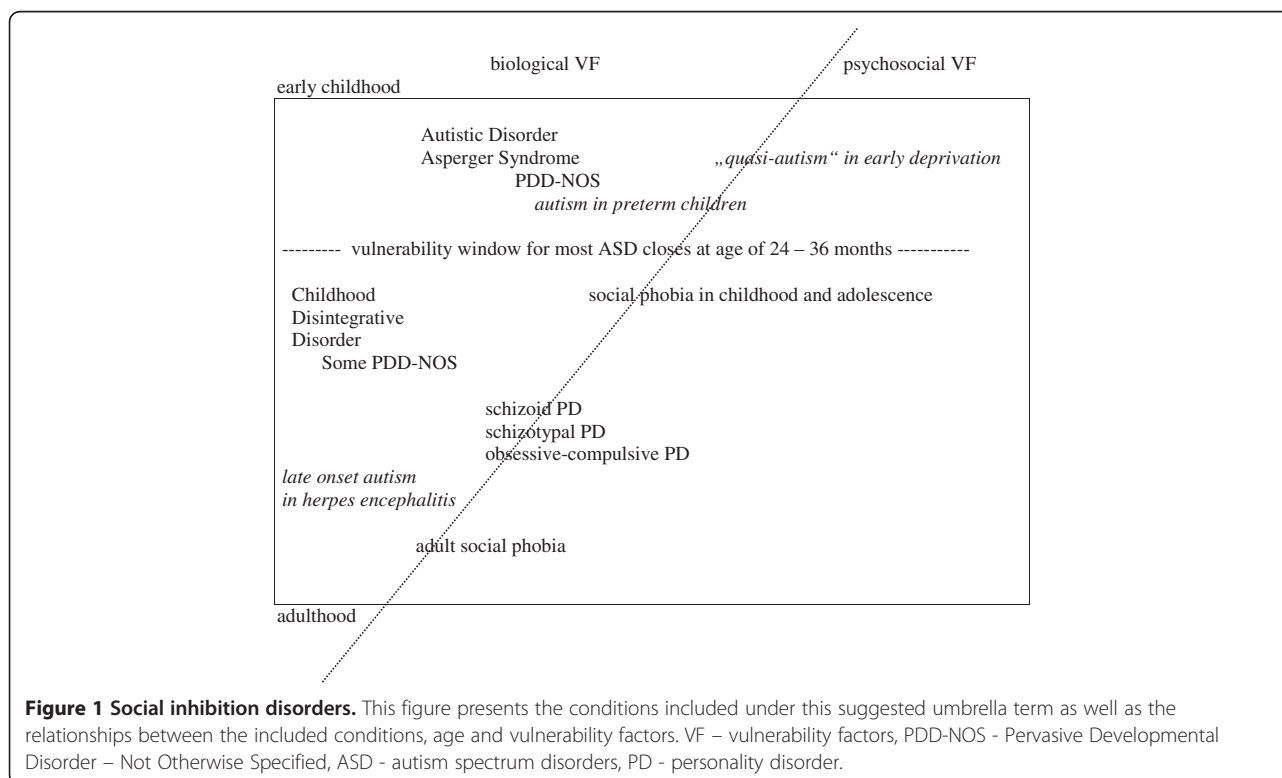 biological VF psychosocial VF
early childhood
Autistic Disorder
Asperger Syndrome „quasi-autism“ in early deprivation
PDD-NOS
autism in preterm children
--------- vulnerability window for most ASD closes at age of 24 – 36 months -----------
Childhood social phobia in childhood and adolescence
Disintegrative
Disorder
Some PDD-NOS
schizoid PD
schizotypal PD
obsessive-compulsive PD
late onset autism
in herpes encephalitis
adult social phobia
adulthood
Figure 1 Social inhibition disorders. This figure presents the conditions included under this suggested umbrella term as well as the
relationships between the included conditions, age and vulnerability factors. VF – vulnerability factors, PDD-NOS - Pervasive Developmental
Disorder – Not Otherwise Specified, ASD - autism spectrum disorders, PD - personality disorder.